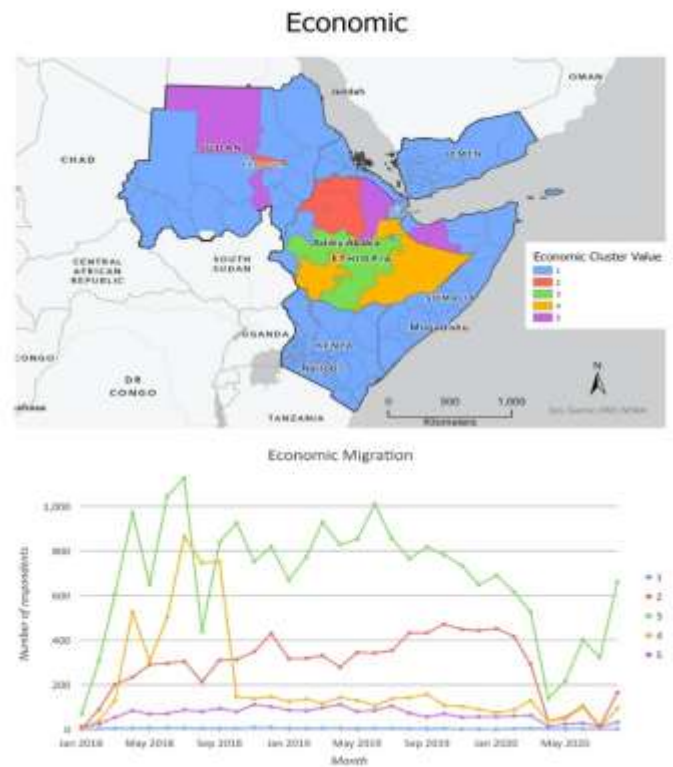 Economic
OMAN
Jeddah
CHAD
SUDAN
YEMEN
Addis Ababa
ETHIOPIA
CENTRAL
AFRICAN
REPUBLIC
SOUTH
SUDAN
SOMALIA
Mogadishu
UGANDA
KENYA
Nairobi
CONGO
DR
CONGO
TANZANIA
Economic Cluster Value
1
2
3
4
5
N
0 500 1,000
Kilometers
Economic Migration
Number of respondents
1,000
800
600
400
200
0
1
2
3
4
5
Jan 2018 May 2018 Sep 2018 Jan 2019 May 2019 Sep 2019 Jan 2020 May 2020
Month